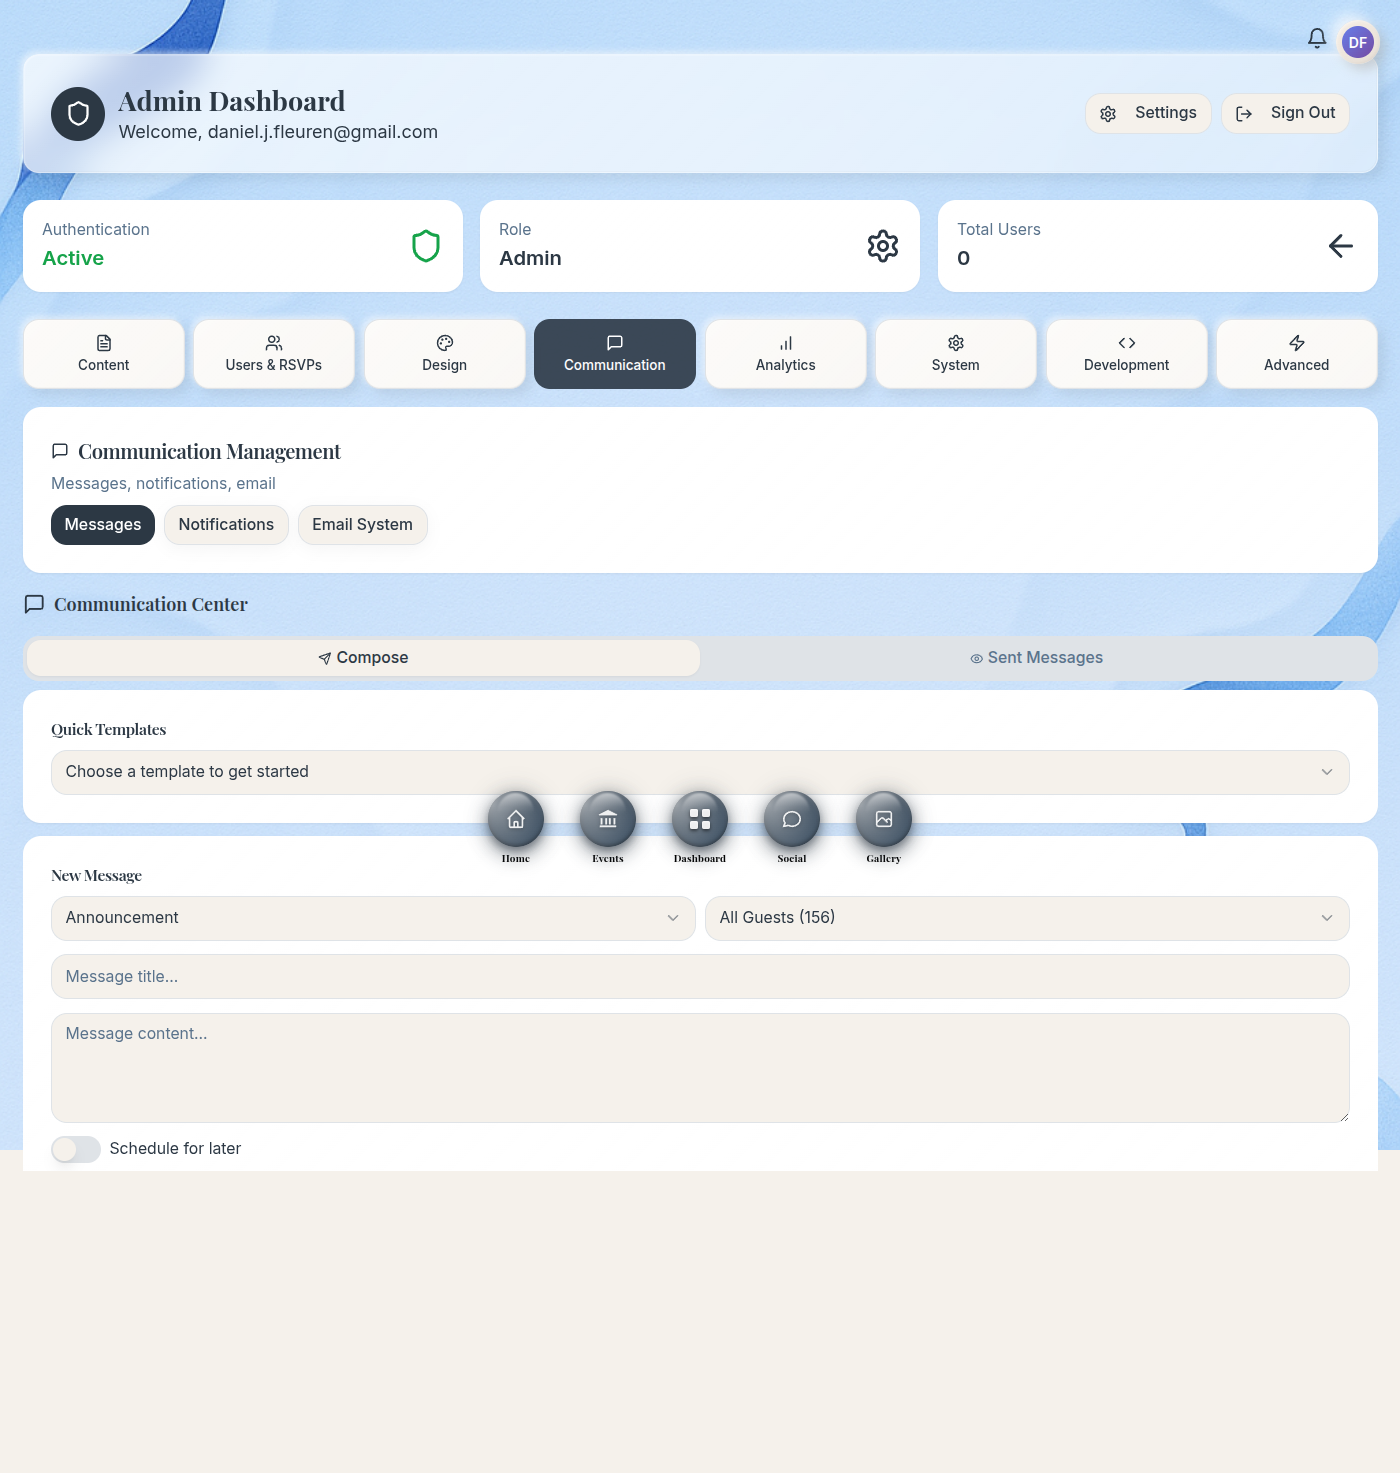 DF
Admin Dashboard
Welcome, daniel.j.fleuren@gmail.com
Settings
Sign Out
Authentication
Active
Role
Admin
Total Users
0
Content
Users & RSVPs
Design
Communication
Analytics
System
Development
Advanced
Communication Management
Messages, notifications, email
Messages
Notifications
Email System
Communication Center
Compose
Sent Messages
Quick Templates
Choose a template to get started
Home
Events
Dashboard
Social
Gallery
New Message
Announcement
All Guests (156)
Message title...
Message content...
Schedule for later